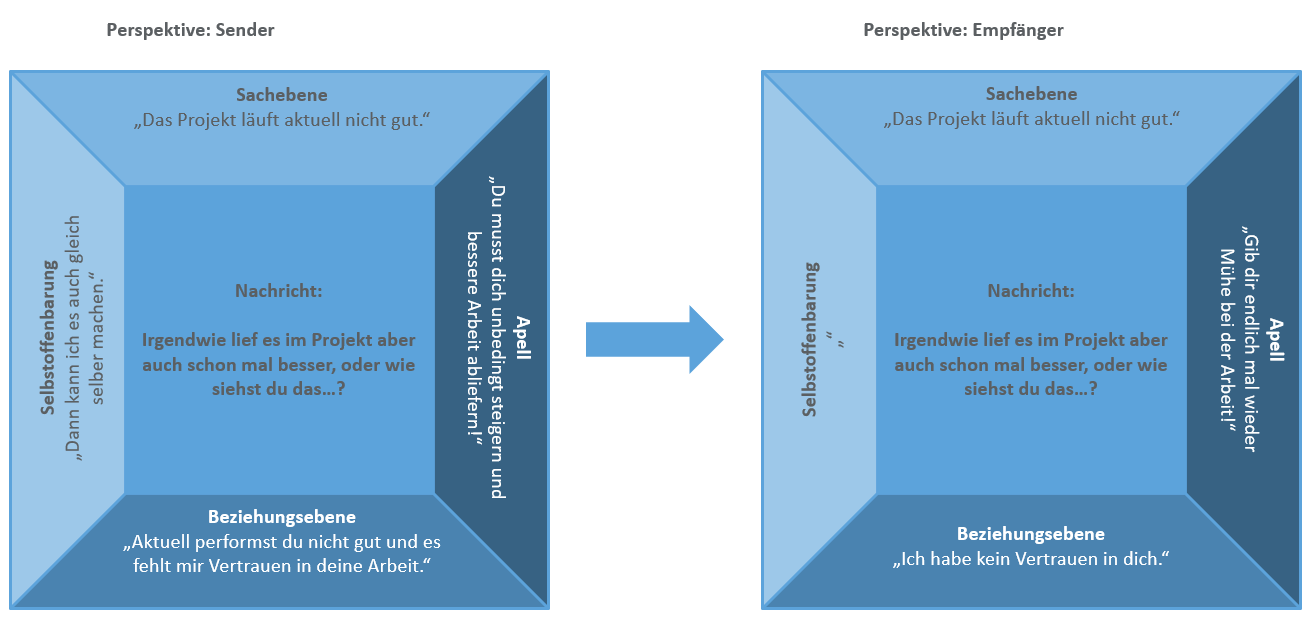 Perspektive: Sender
Sachebene
„Das Projekt läuft aktuell nicht gut.“
Selbstoffenbarung
„Dann kann ich es auch gleich
selber machen.“
Nachricht:
Irgendwie lief es im Projekt aber
auch schon mal besser, oder wie
siehst du das…?
Apell
„Du musst dich unbedingt steigern und
bessere Arbeit abliefern!“
Beziehungsebene
„Aktuell performst du nicht gut und es
fehlt mir Vertrauen in deine Arbeit.“
Perspektive: Empfänger
Sachebene
„Das Projekt läuft aktuell nicht gut.“
Selbstoffenbarung
„ “
Nachricht:
Irgendwie lief es im Projekt aber
auch schon mal besser, oder wie
siehst du das…?
Apell
„Gib dir endlich mal wieder
Mühe bei der Arbeit!“
Beziehungsebene
„Ich habe kein Vertrauen in dich.“